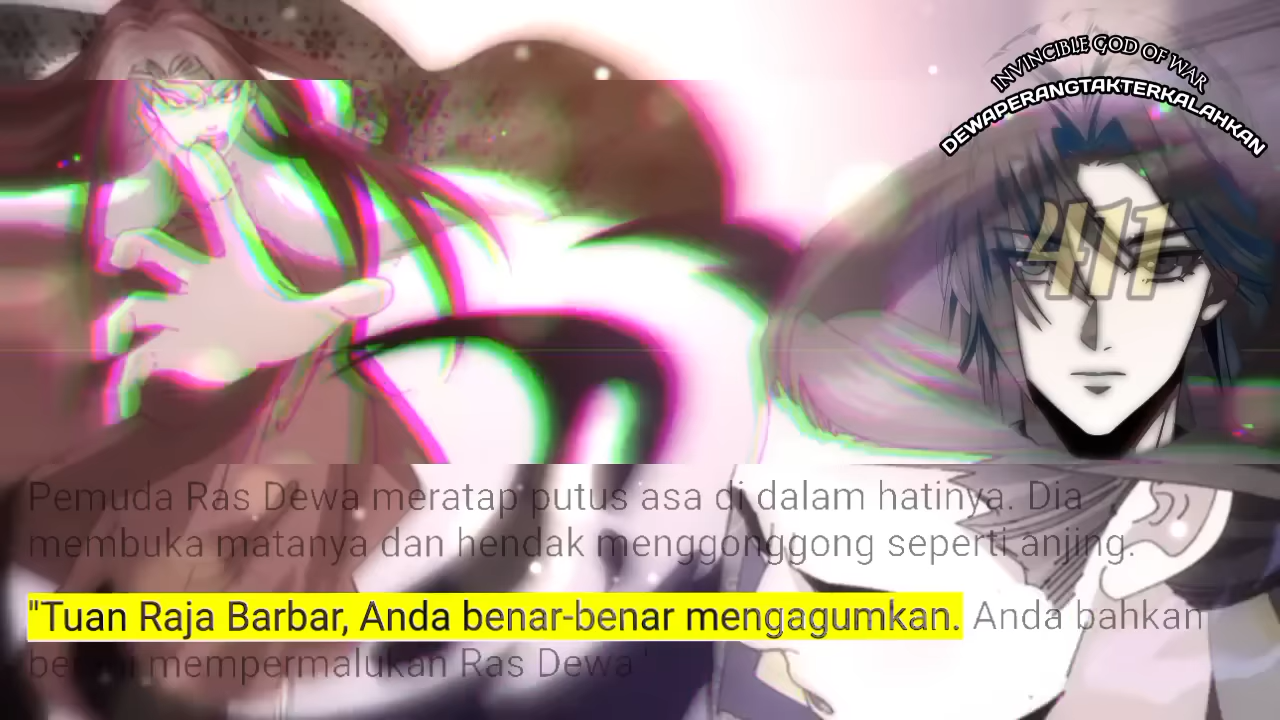 INVINCIBLE GOD OF WAR
DEWAPERANGTAKTERKALAHKAN
411
Pemuda Ras Dewa meratap putus asa di dalam hatinya. Dia
membuka matanya dan hendak menggonggong seperti anjing.
"Tuan Raja Barbar, Anda benar-benar mengagumkan. Anda bahkan
mempermalukan Ras Dewa